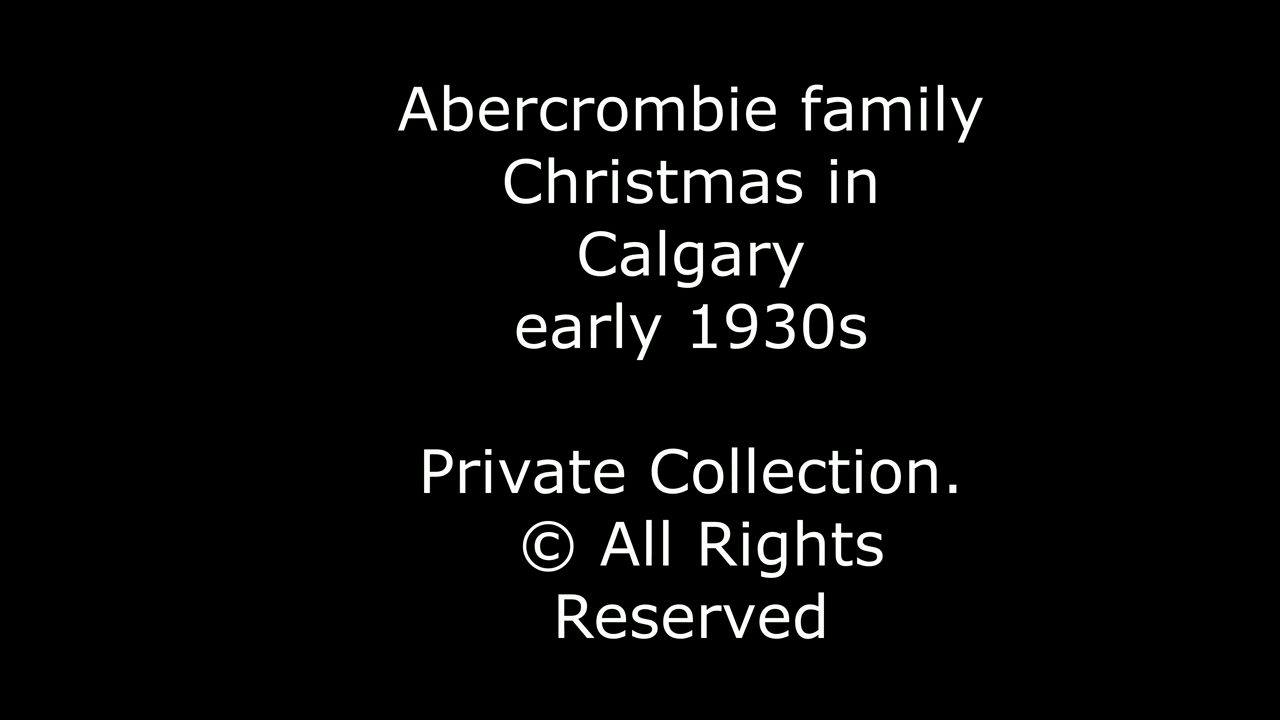 Abercrombie family
Christmas in
Calgary
early 1930s
Private Collection.
© All Rights
Reserved